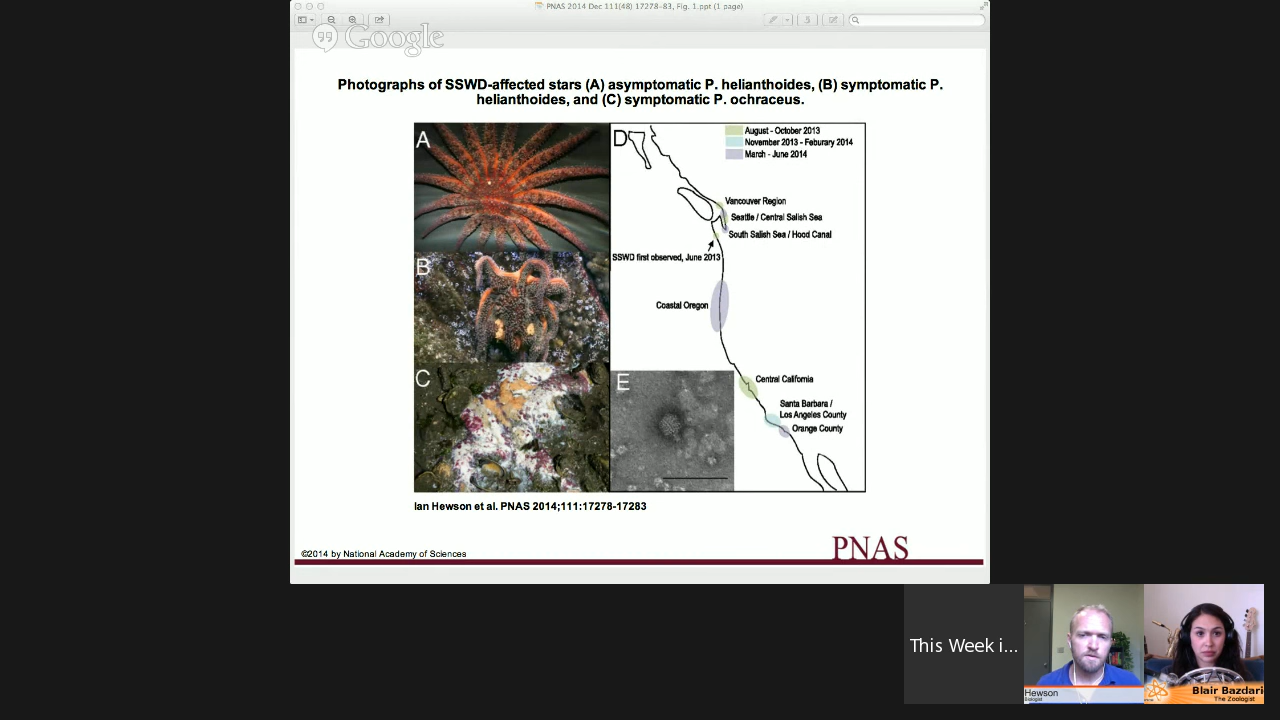 PNAS 2014 Dec 111(48) 17278-83, Fig. 1.ppt (1 page)
Google
Photographs of SSWD-affected stars (A) asymptomatic P. helianthoides, (B) symptomatic P.
helianthoides, and (C) symptomatic P. ochraceus.
A
B
C
D
August - October 2013
November 2013 - Feburary 2014
March - June 2014
Vancouver Region
Seattle / Central Salish Sea
South Salish Sea / Hood Canal
SSWD first observed, June 2013
Coastal Oregon
Central California
Santa Barbara /
Los Angeles County
Orange County
E
Ian Hewson et al. PNAS 2014;111:17278-17283
©2014 by National Academy of Sciences
PNAS
This Week i...
Hewson
Blair Bazdari
The Zoologist